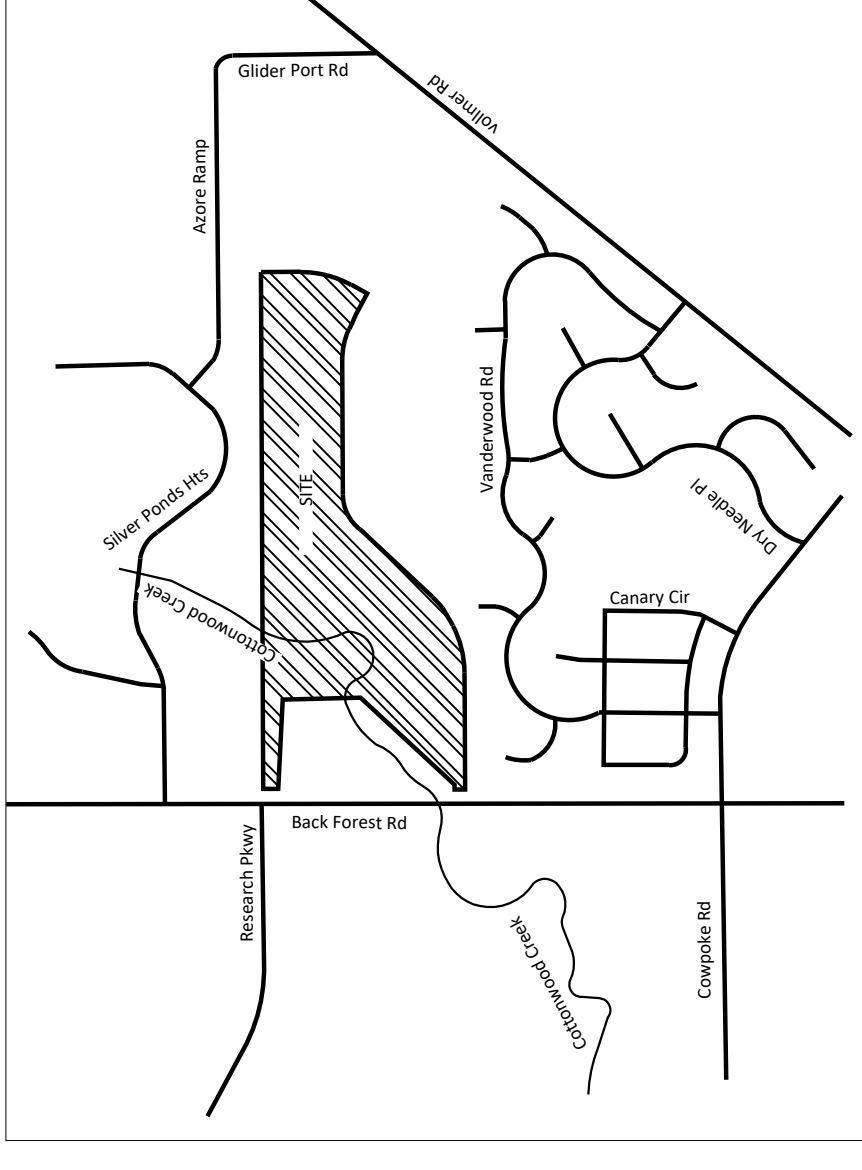 Glider Port Rd
vollmer Rd
Azore Ramp
Vanderwood Rd
SITE
Silver Ponds Hts
Dry Needle Pl
Cottonwood Creek
Canary Cir
Back Forest Rd
Research Pkwy
Cowpoke Rd
Cottonwood Creek